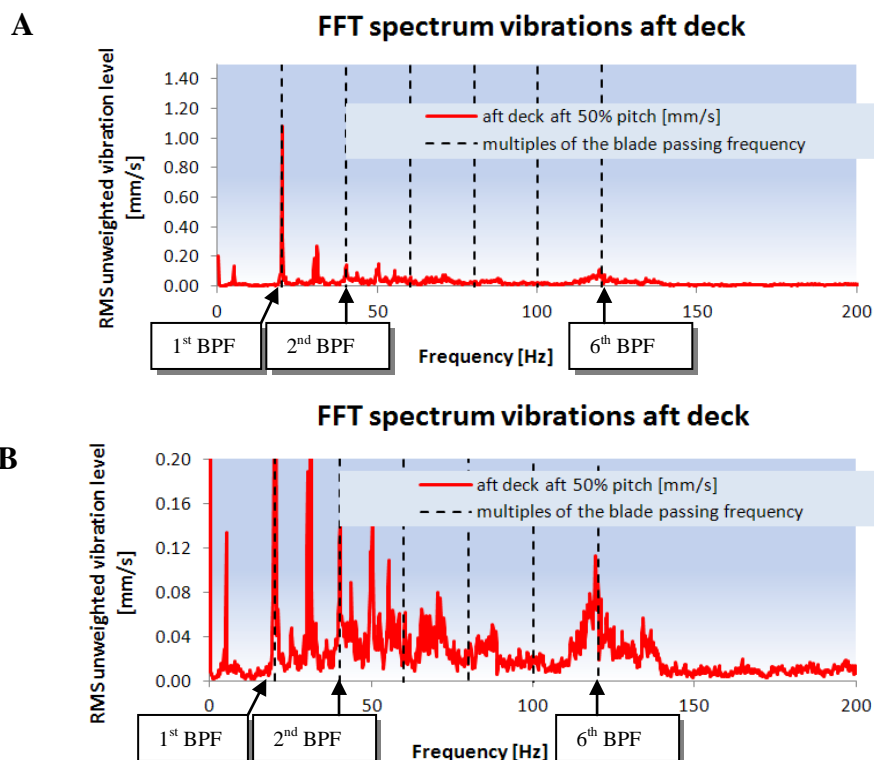 A
FFT spectrum vibrations aft deck
RMS unweighted vibration level
[mm/s]
1.40
1.20
1.00
0.80
0.60
0.40
0.20
0.00
aft deck aft 50% pitch [mm/s]
multiples of the blade passing frequency
0 50 100 150 200
1st BPF
2nd BPF
6th BPF
Frequency [Hz]
B
FFT spectrum vibrations aft deck
RMS unweighted vibration level
[mm/s]
0.20
0.16
0.12
0.08
0.04
0.00
aft deck aft 50% pitch [mm/s]
multiples of the blade passing frequency
0 50 100 150 200
1st BPF
2nd BPF
6th BPF
Frequency [Hz]